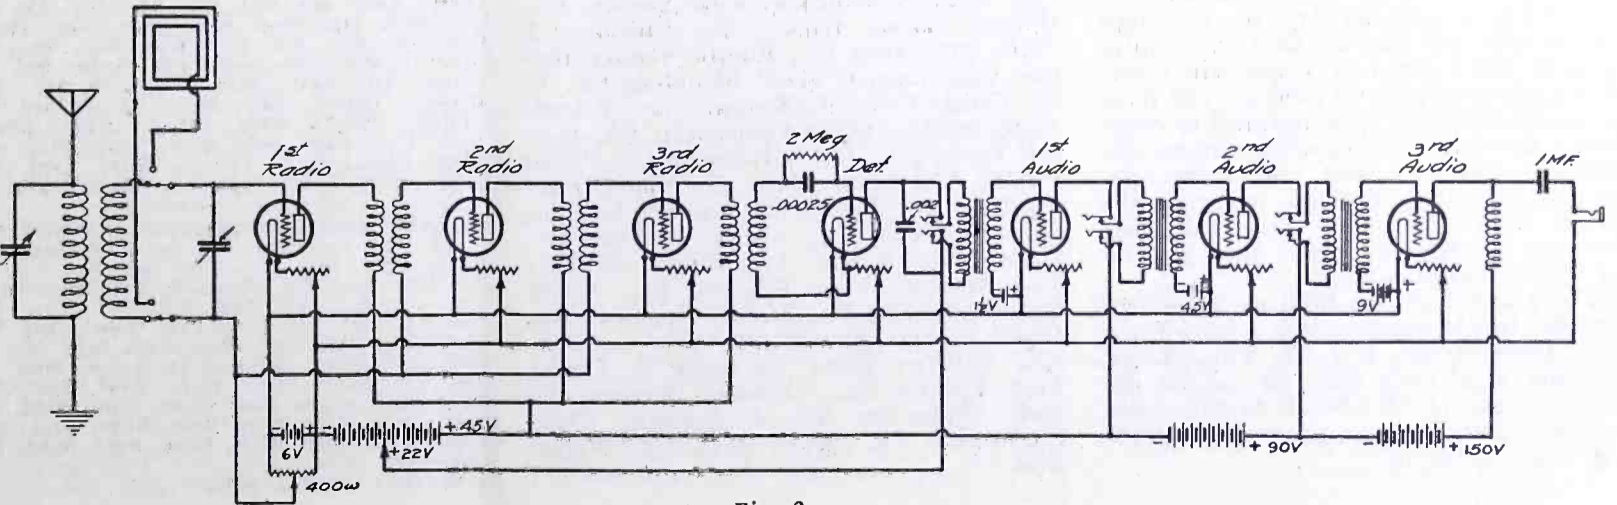 1st
Radio
2nd
Radio
3rd
Radio
2 Meg
.00025
Det.
.002
1st
Audio
2nd
Audio
3rd
Audio
1 MF.
1½V
+
4.5V
+
9V
+
- +
6V
- + 45V
+22V
400ω
- + 90V
- + 150V